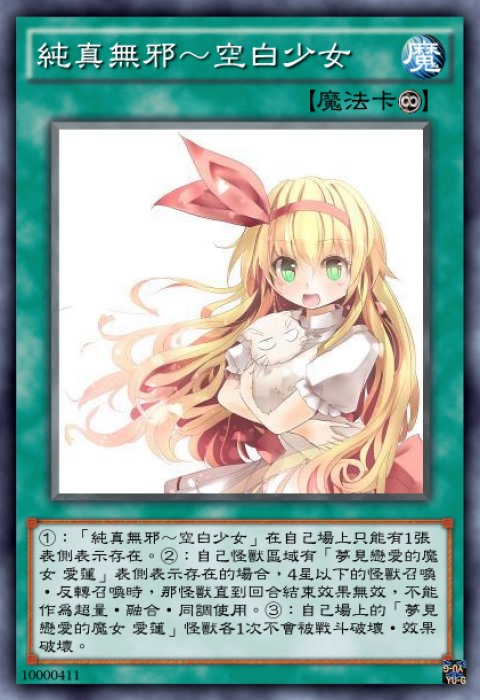 純真無邪～空白少女
魔
【魔法卡♾】
①：「純真無邪～空白少女」在自己場上只能有1張
表側表示存在。②：自己怪獸區域有「夢見戀愛的魔
女 愛蓮」表側表示存在的場合，4星以下的怪獸召喚
・反轉召喚時，那怪獸直到回合結束效果無效，不能
作為超量・融合・同調使用。③：自己場上的「夢見
戀愛的魔女 愛蓮」怪獸各1次不會被戰斗破壞・效果
破壞。
10000411